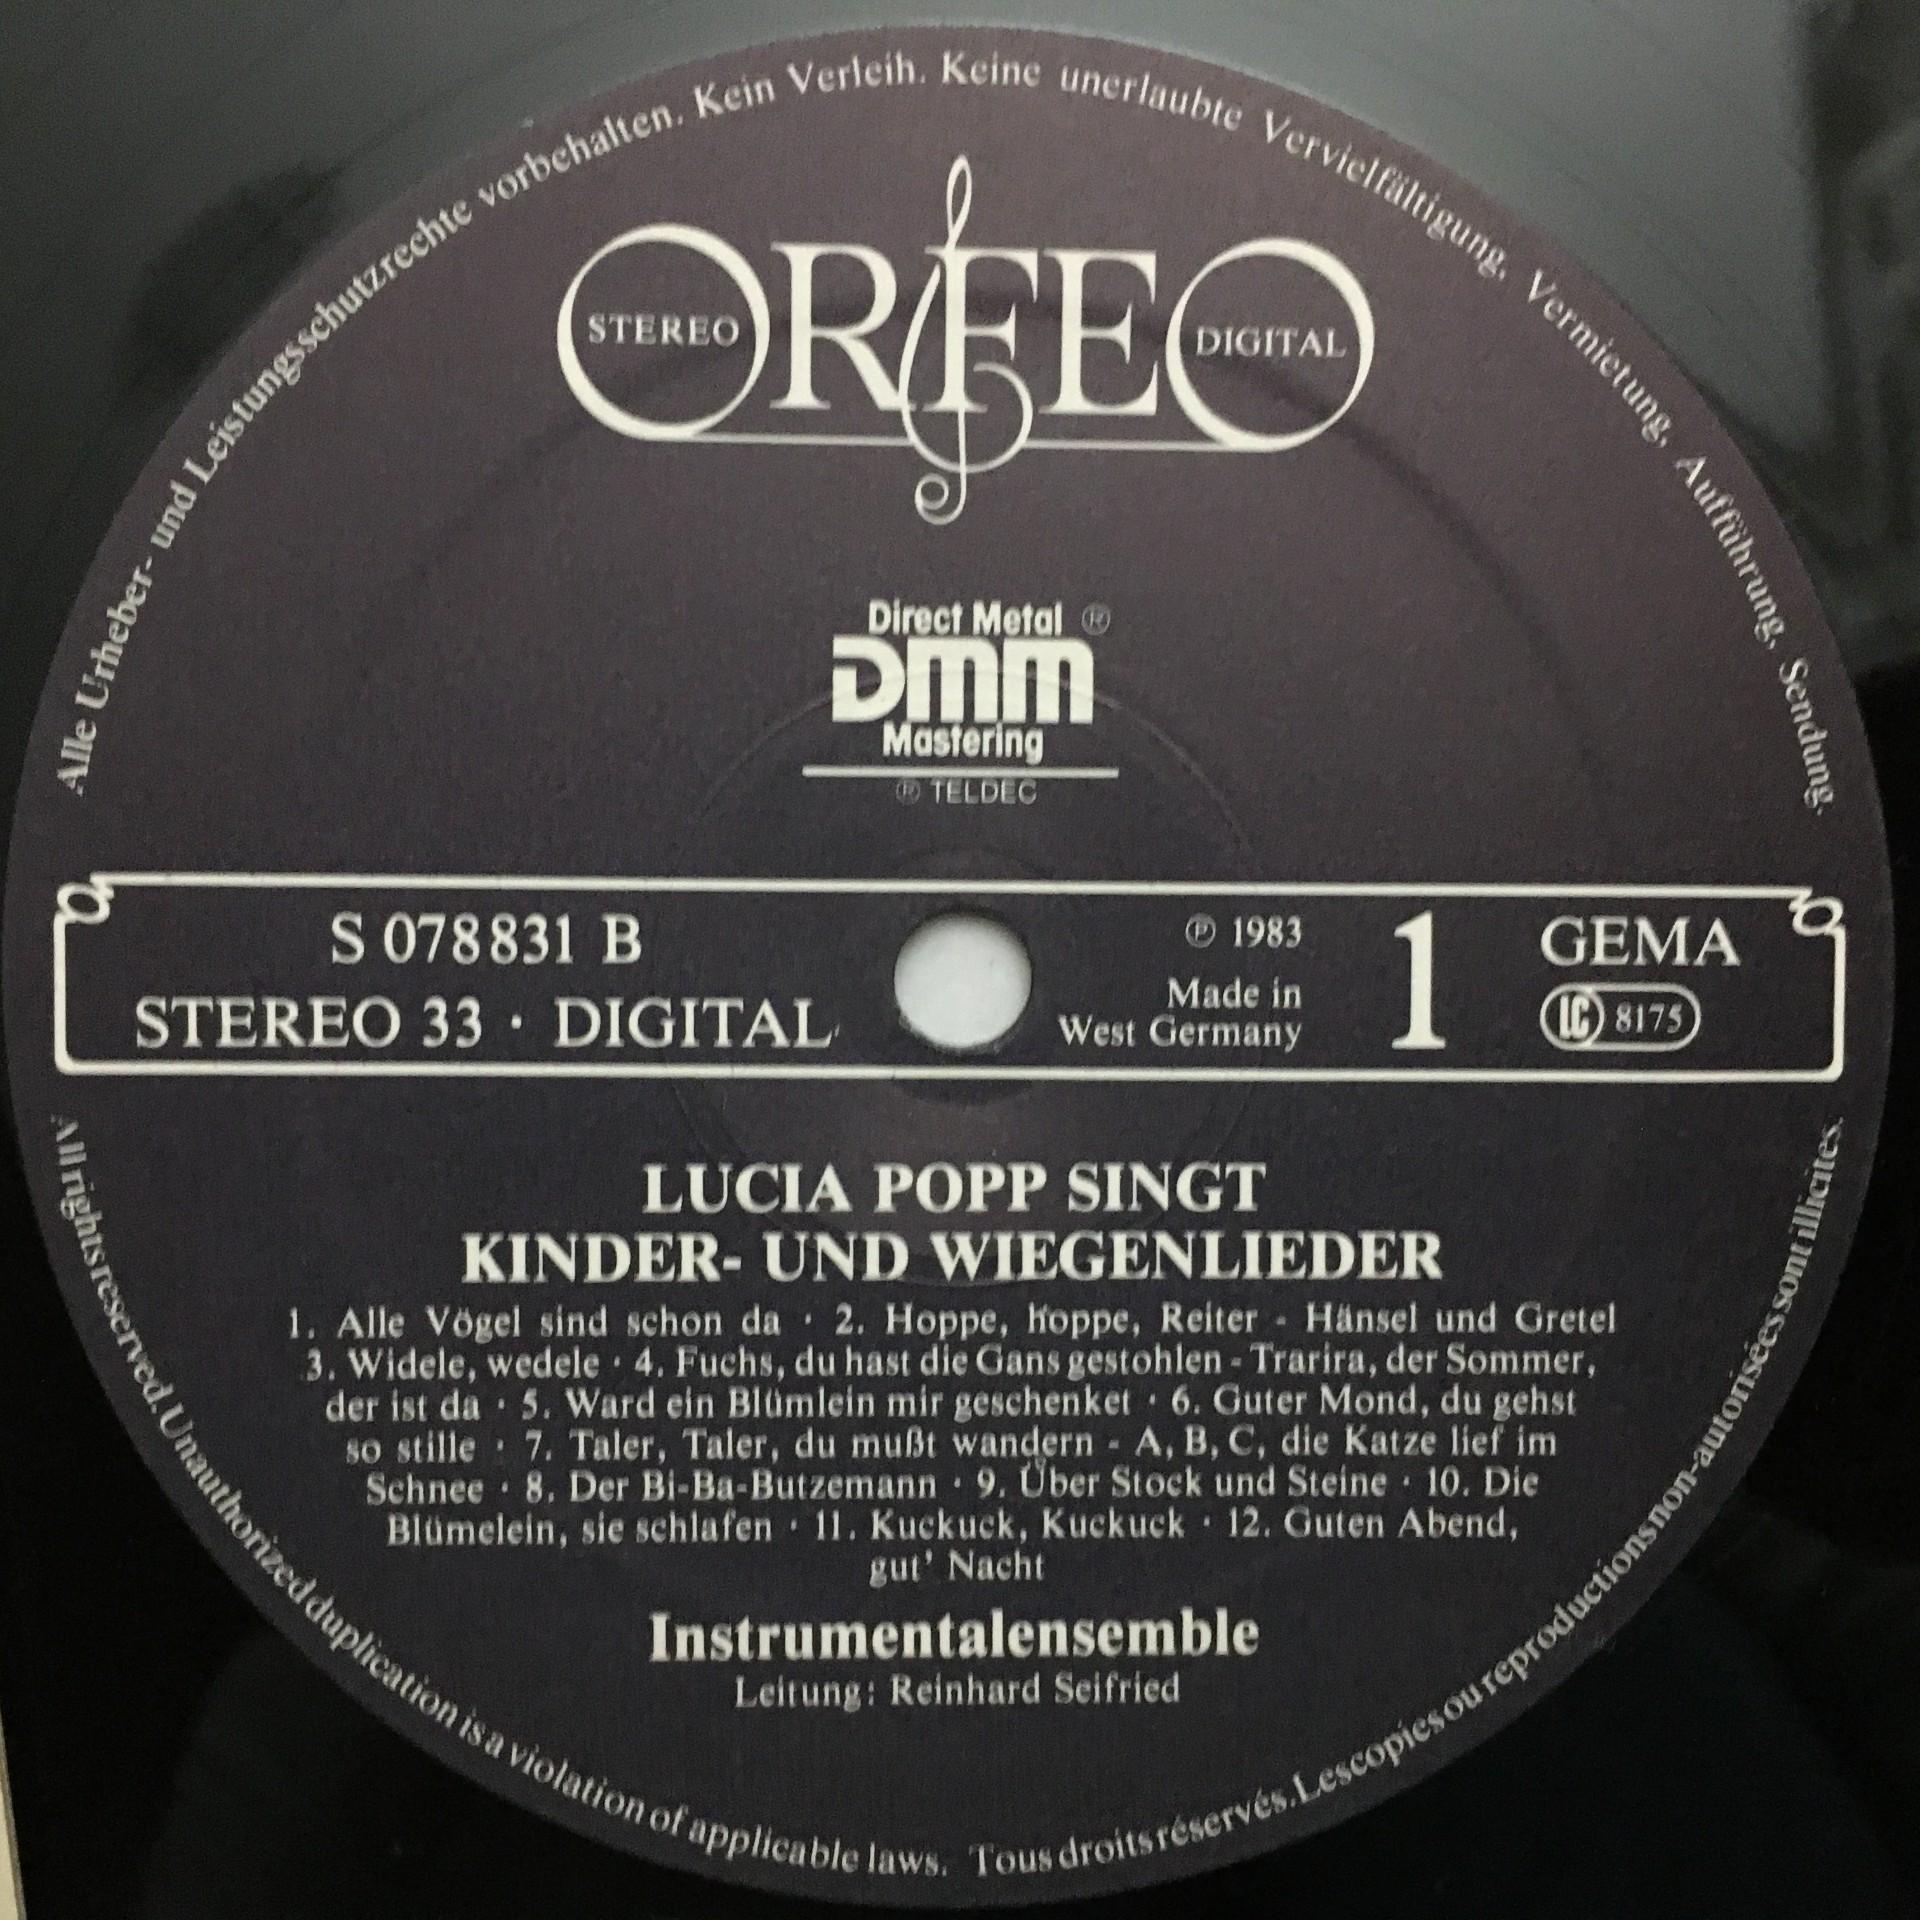 Alle Urheber- und Leistungsschutzrechte vorbehalten. Kein Verleih. Keine unerlaubte Vervielfältigung, Vermietung, Aufführung, Sendung.
ORFEO
STEREO
DIGITAL
Direct Metal ®
DMM
Mastering
® TELDEC
S 078831 B
STEREO 33 · DIGITAL
℗ 1983
Made in
West Germany
1
GEMA
LC 8175
LUCIA POPP SINGT
KINDER- UND WIEGENLIEDER
1. Alle Vögel sind schon da · 2. Hoppe, hoppe, Reiter - Hänsel und Gretel
3. Widele, wedele · 4. Fuchs, du hast die Gans gestohlen - Trarira, der Sommer,
der ist da · 5. Ward ein Blümlein mir geschenket · 6. Guter Mond, du gehst
so stille · 7. Taler, Taler, du mußt wandern - A, B, C, die Katze lief im
Schnee · 8. Der Bi-Ba-Butzemann · 9. Über Stock und Steine · 10. Die
Blümelein, sie schlafen · 11. Kuckuck, Kuckuck · 12. Guten Abend,
gut' Nacht
Instrumentalensemble
Leitung: Reinhard Seifried
All rights reserved. Unauthorized duplication is a violation of applicable laws. Tous droits réservés. Les copies ou reproductions non-autorisées sont illicites.